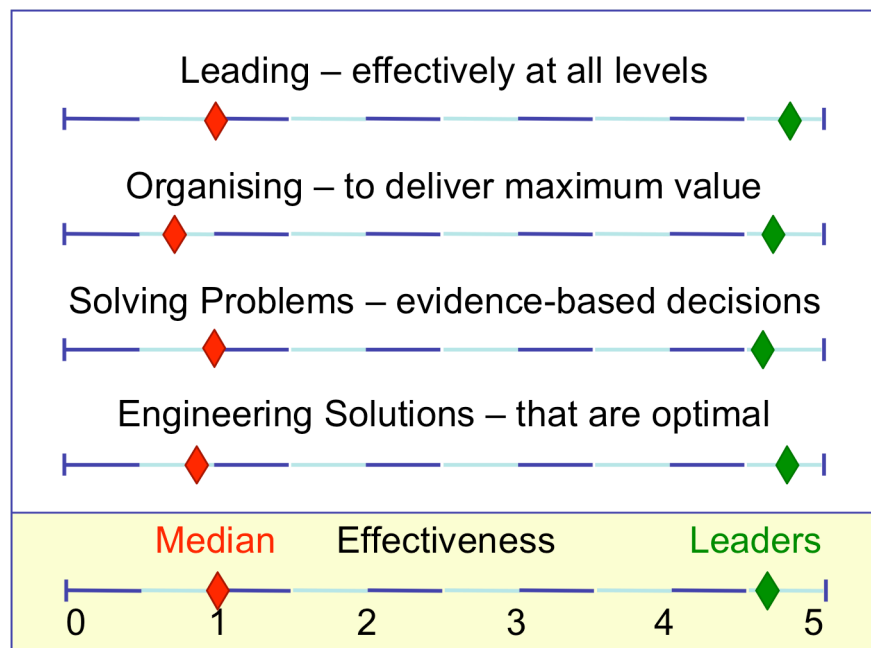 Leading – effectively at all levels
Organising – to deliver maximum value
Solving Problems – evidence-based decisions
Engineering Solutions – that are optimal
Median Effectiveness Leaders
0 1 2 3 4 5